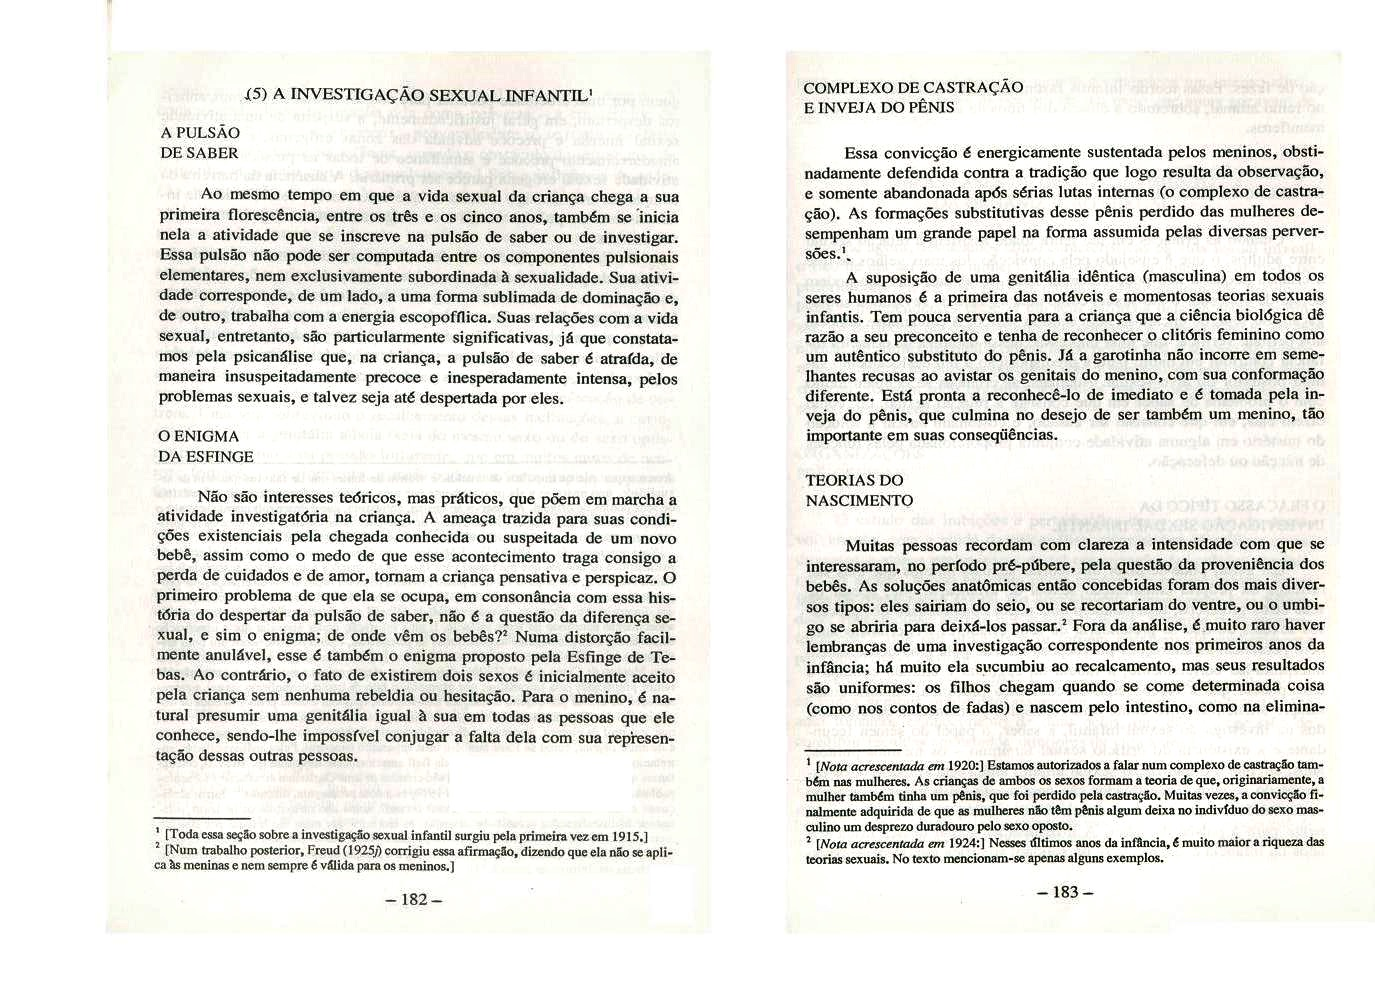 (5) A INVESTIGAÇÃO SEXUAL INFANTIL¹
A PULSÃO
DE SABER
Ao mesmo tempo em que a vida sexual da criança chega a sua
primeira florescência, entre os três e os cinco anos, também se inicia
nela a atividade que se inscreve na pulsão de saber ou de investigar.
Essa pulsão não pode ser computada entre os componentes pulsionais
elementares, nem exclusivamente subordinada à sexualidade. Sua ativi-
dade corresponde, de um lado, a uma forma sublimada de dominação e,
de outro, trabalha com a energia escopofílica. Suas relações com a vida
sexual, entretanto, são particularmente significativas, já que constata-
mos pela psicanálise que, na criança, a pulsão de saber é atraída, de
maneira insuspeitadamente precoce e inesperadamente intensa, pelos
problemas sexuais, e talvez seja até despertada por eles.
O ENIGMA
DA ESFINGE
Não são interesses teóricos, mas práticos, que põem em marcha a
atividade investigatória na criança. A ameaça trazida para suas condi-
ções existenciais pela chegada conhecida ou suspeitada de um novo
bebê, assim como o medo de que esse acontecimento traga consigo a
perda de cuidados e de amor, tornam a criança pensativa e perspicaz. O
primeiro problema de que ela se ocupa, em consonância com essa his-
tória do despertar da pulsão de saber, não é a questão da diferença se-
xual, e sim o enigma; de onde vêm os bebês?² Numa distorção facil-
mente anulável, esse é também o enigma proposto pela Esfinge de Te-
bas. Ao contrário, o fato de existirem dois sexos é inicialmente aceito
pela criança sem nenhuma rebeldia ou hesitação. Para o menino, é na-
tural presumir uma genitália igual à sua em todas as pessoas que ele
conhece, sendo-lhe impossível conjugar a falta dela com sua represen-
tação dessas outras pessoas.
¹ [Toda essa seção sobre a investigação sexual infantil surgiu pela primeira vez em 1915.]
² [Num trabalho posterior, Freud (1925j) corrigiu essa afirmação, dizendo que ela não se apli-
ca às meninas e nem sempre é válida para os meninos.]
– 182 –
COMPLEXO DE CASTRAÇÃO
E INVEJA DO PÊNIS
Essa convicção é energicamente sustentada pelos meninos, obsti-
nadamente defendida contra a tradição que logo resulta da observação,
e somente abandonada após sérias lutas internas (o complexo de castra-
ção). As formações substitutivas desse pênis perdido das mulheres de-
sempenham um grande papel na forma assumida pelas diversas perver-
sões.¹.
A suposição de uma genitália idêntica (masculina) em todos os
seres humanos é a primeira das notáveis e momentosas teorias sexuais
infantis. Tem pouca serventia para a criança que a ciência biológica dê
razão a seu preconceito e tenha de reconhecer o clitóris feminino como
um autêntico substituto do pênis. Já a garotinha não incorre em seme-
lhantes recusas ao avistar os genitais do menino, com sua conformação
diferente. Está pronta a reconhecê-lo de imediato e é tomada pela in-
veja do pênis, que culmina no desejo de ser também um menino, tão
importante em suas conseqüências.
TEORIAS DO
NASCIMENTO
Muitas pessoas recordam com clareza a intensidade com que se
interessaram, no período pré-púbere, pela questão da proveniência dos
bebês. As soluções anatômicas então concebidas foram dos mais diver-
sos tipos: eles sairiam do seio, ou se recortariam do ventre, ou o umbi-
go se abriria para deixá-los passar.² Fora da análise, é muito raro haver
lembranças de uma investigação correspondente nos primeiros anos da
infância; há muito ela sucumbiu ao recalcamento, mas seus resultados
são uniformes: os filhos chegam quando se come determinada coisa
(como nos contos de fadas) e nascem pelo intestino, como na elimina-
¹ [Nota acrescentada em 1920:] Estamos autorizados a falar num complexo de castração tam-
bém nas mulheres. As crianças de ambos os sexos formam a teoria de que, originariamente, a
mulher também tinha um pênis, que foi perdido pela castração. Muitas vezes, a convicção fi-
nalmente adquirida de que as mulheres não têm pênis algum deixa no indivíduo do sexo mas-
culino um desprezo duradouro pelo sexo oposto.
² [Nota acrescentada em 1924:] Nesses últimos anos da infância, é muito maior a riqueza das
teorias sexuais. No texto mencionam-se apenas alguns exemplos.
– 183 –